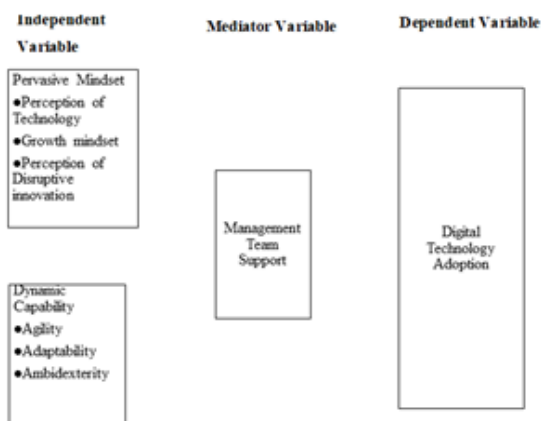 Independent
Variable
Mediator Variable
Dependent Variable
Pervasive Mindset
●Perception of
Technology
●Growth mindset
●Perception of
Disruptive
innovation
Management
Team
Support
Digital
Technology
Adoption
Dynamic
Capability
●Agility
●Adaptability
●Ambidexterity